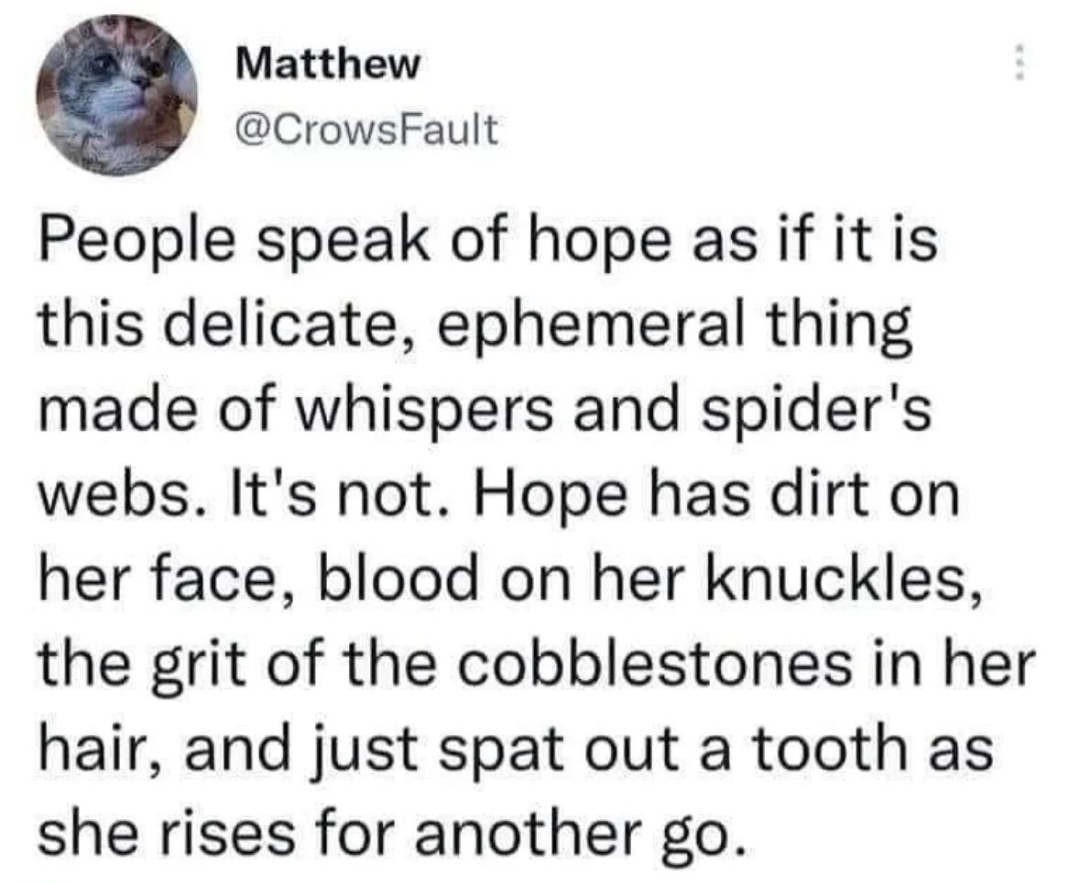 Matthew
@CrowsFault
People speak of hope as if it is
this delicate, ephemeral thing
made of whispers and spider's
webs. It's not. Hope has dirt on
her face, blood on her knuckles,
the grit of the cobblestones in her
hair, and just spat out a tooth as
she rises for another go.